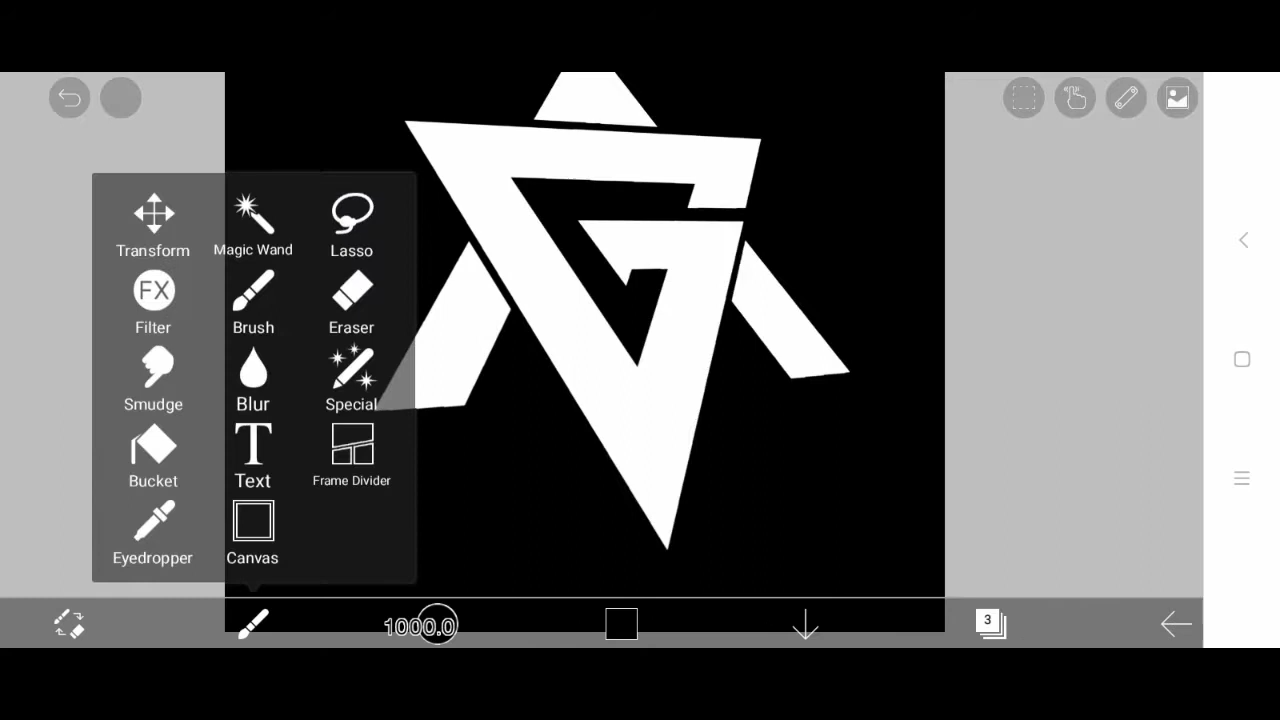 Transform Magic Wand Lasso
FX
Filter Brush Eraser
Smudge Blur Special
T
Bucket Text Frame Divider
Eyedropper Canvas
1000.0 3